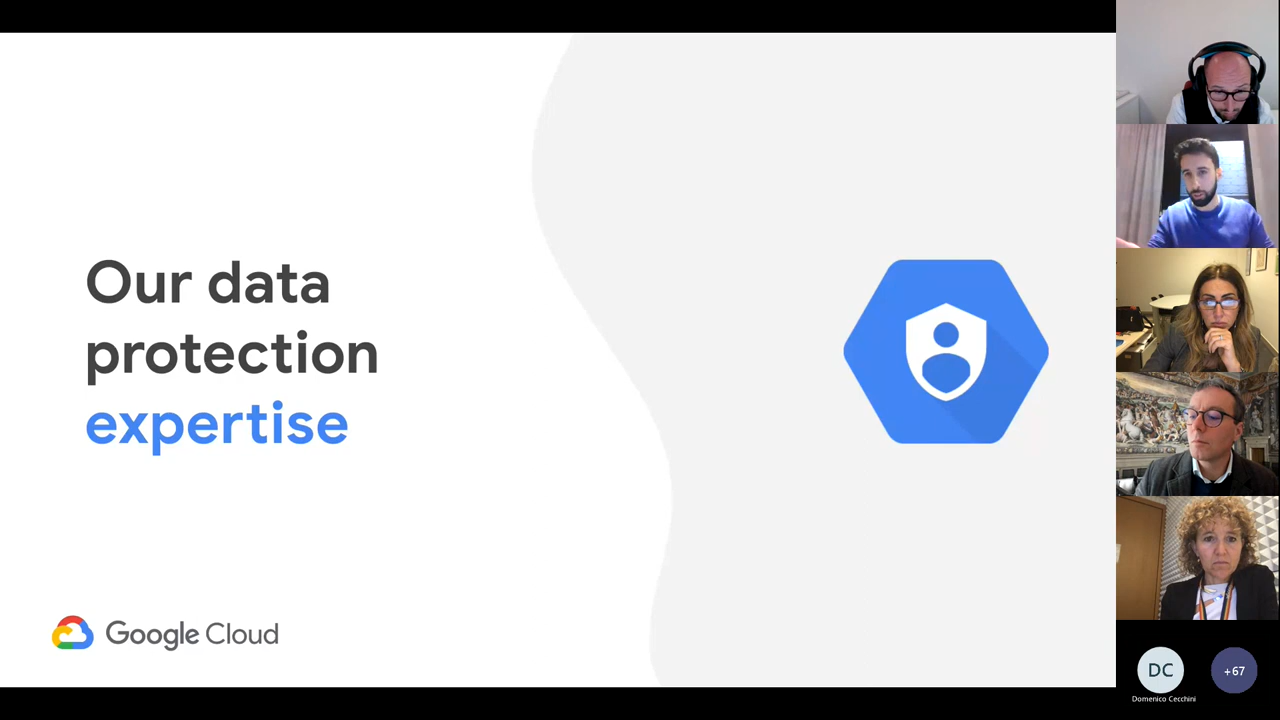 Our data
protection
expertise
Google Cloud
DC
+67
Domenico Cecchini